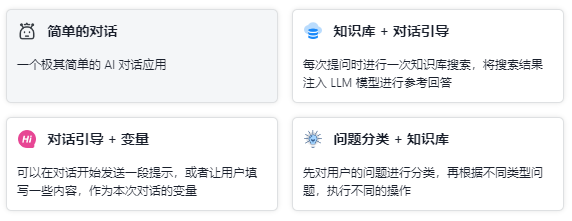 简单的对话
一个极其简单的 AI 对话应用
知识库 + 对话引导
每次提问时进行一次知识库搜索，将搜索结果
注入 LLM 模型进行参考回答
Hi
对话引导 + 变量
可以在对话开始发送一段提示，或者让用户填
写一些内容，作为本次对话的变量
问题分类 + 知识库
先对用户的问题进行分类，再根据不同类型问
题，执行不同的操作